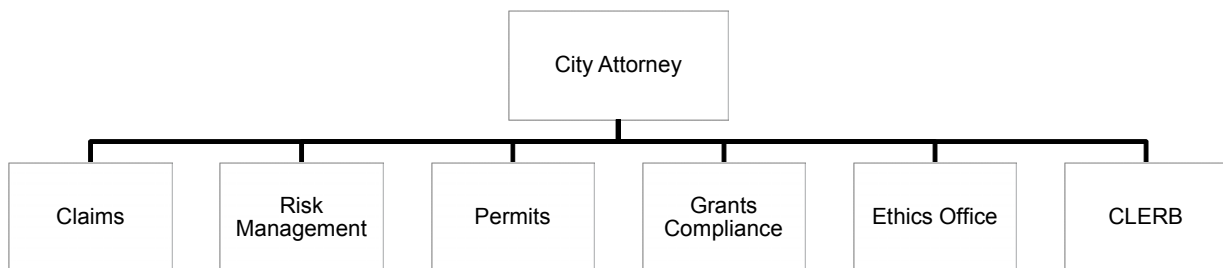 City Attorney
Claims
Risk
Management
Permits
Grants
Compliance
Ethics Office
CLERB